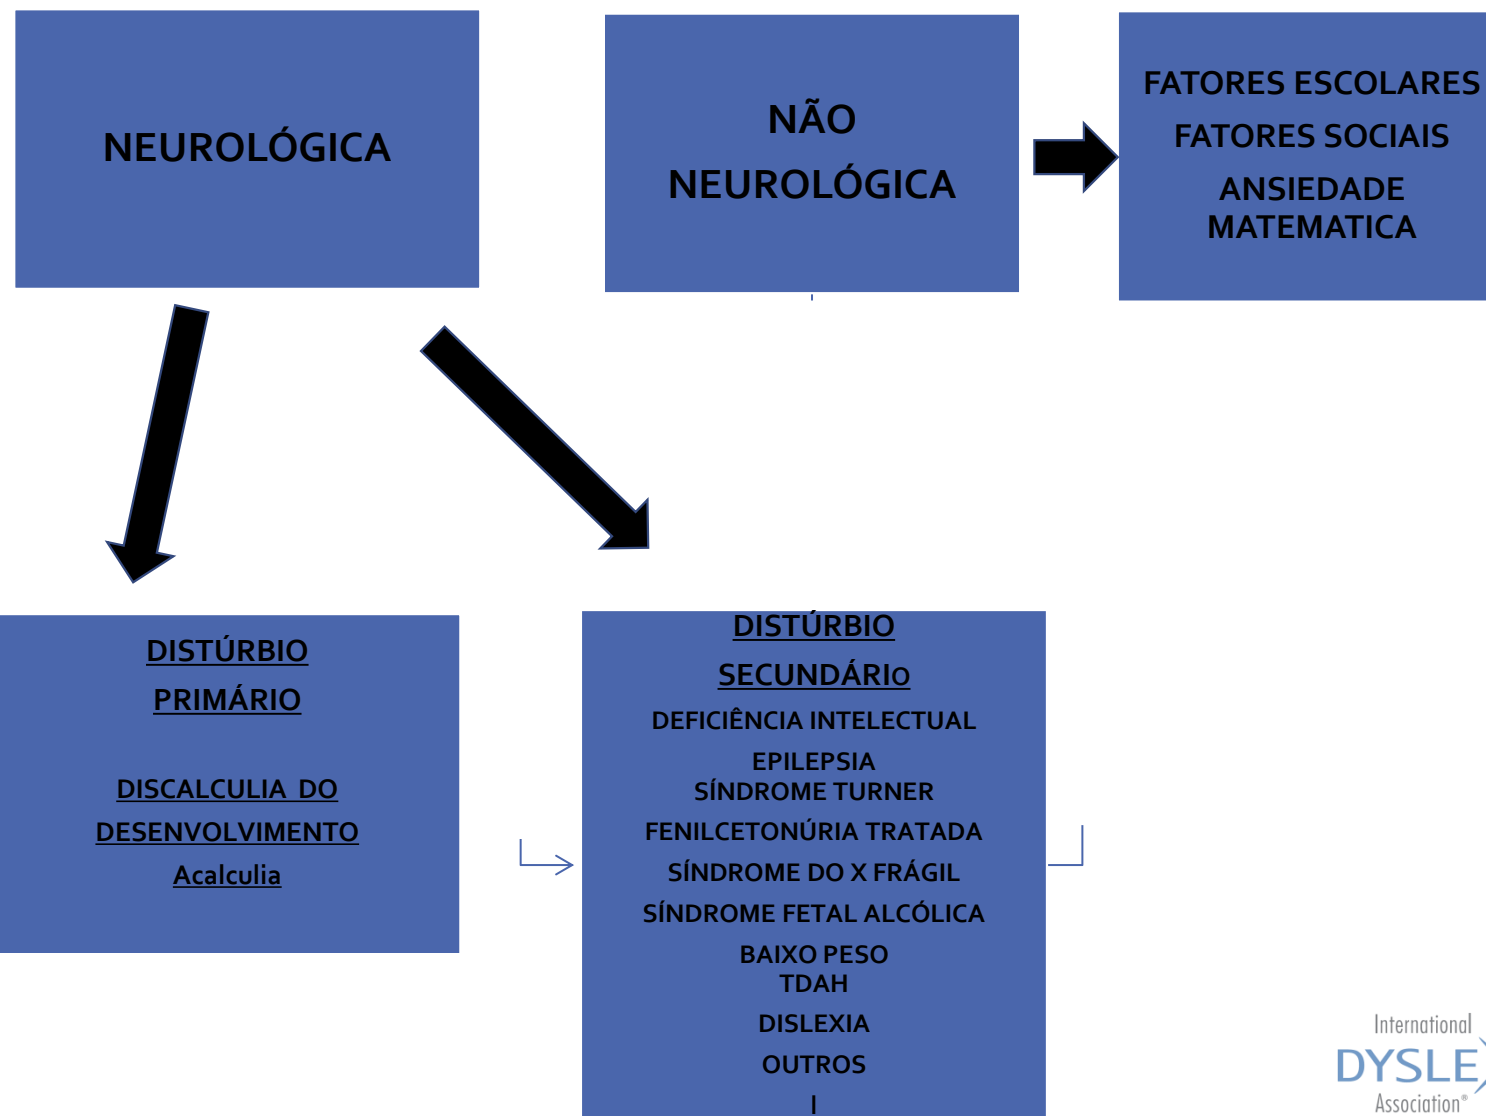 NEUROLÓGICA
NÃO
NEUROLÓGICA
FATORES ESCOLARES
FATORES SOCIAIS
ANSIEDADE
MATEMATICA
DISTÚRBIO
PRIMÁRIO
DISCALCULIA DO
DESENVOLVIMENTO
Acalculia
DISTÚRBIO
SECUNDÁRIO
DEFICIÊNCIA INTELECTUAL
EPILEPSIA
SÍNDROME TURNER
FENILCETONÚRIA TRATADA
SÍNDROME DO X FRÁGIL
SÍNDROME FETAL ALCÓLICA
BAIXO PESO
TDAH
DISLEXIA
OUTROS
I
International
DYSLE
Association®